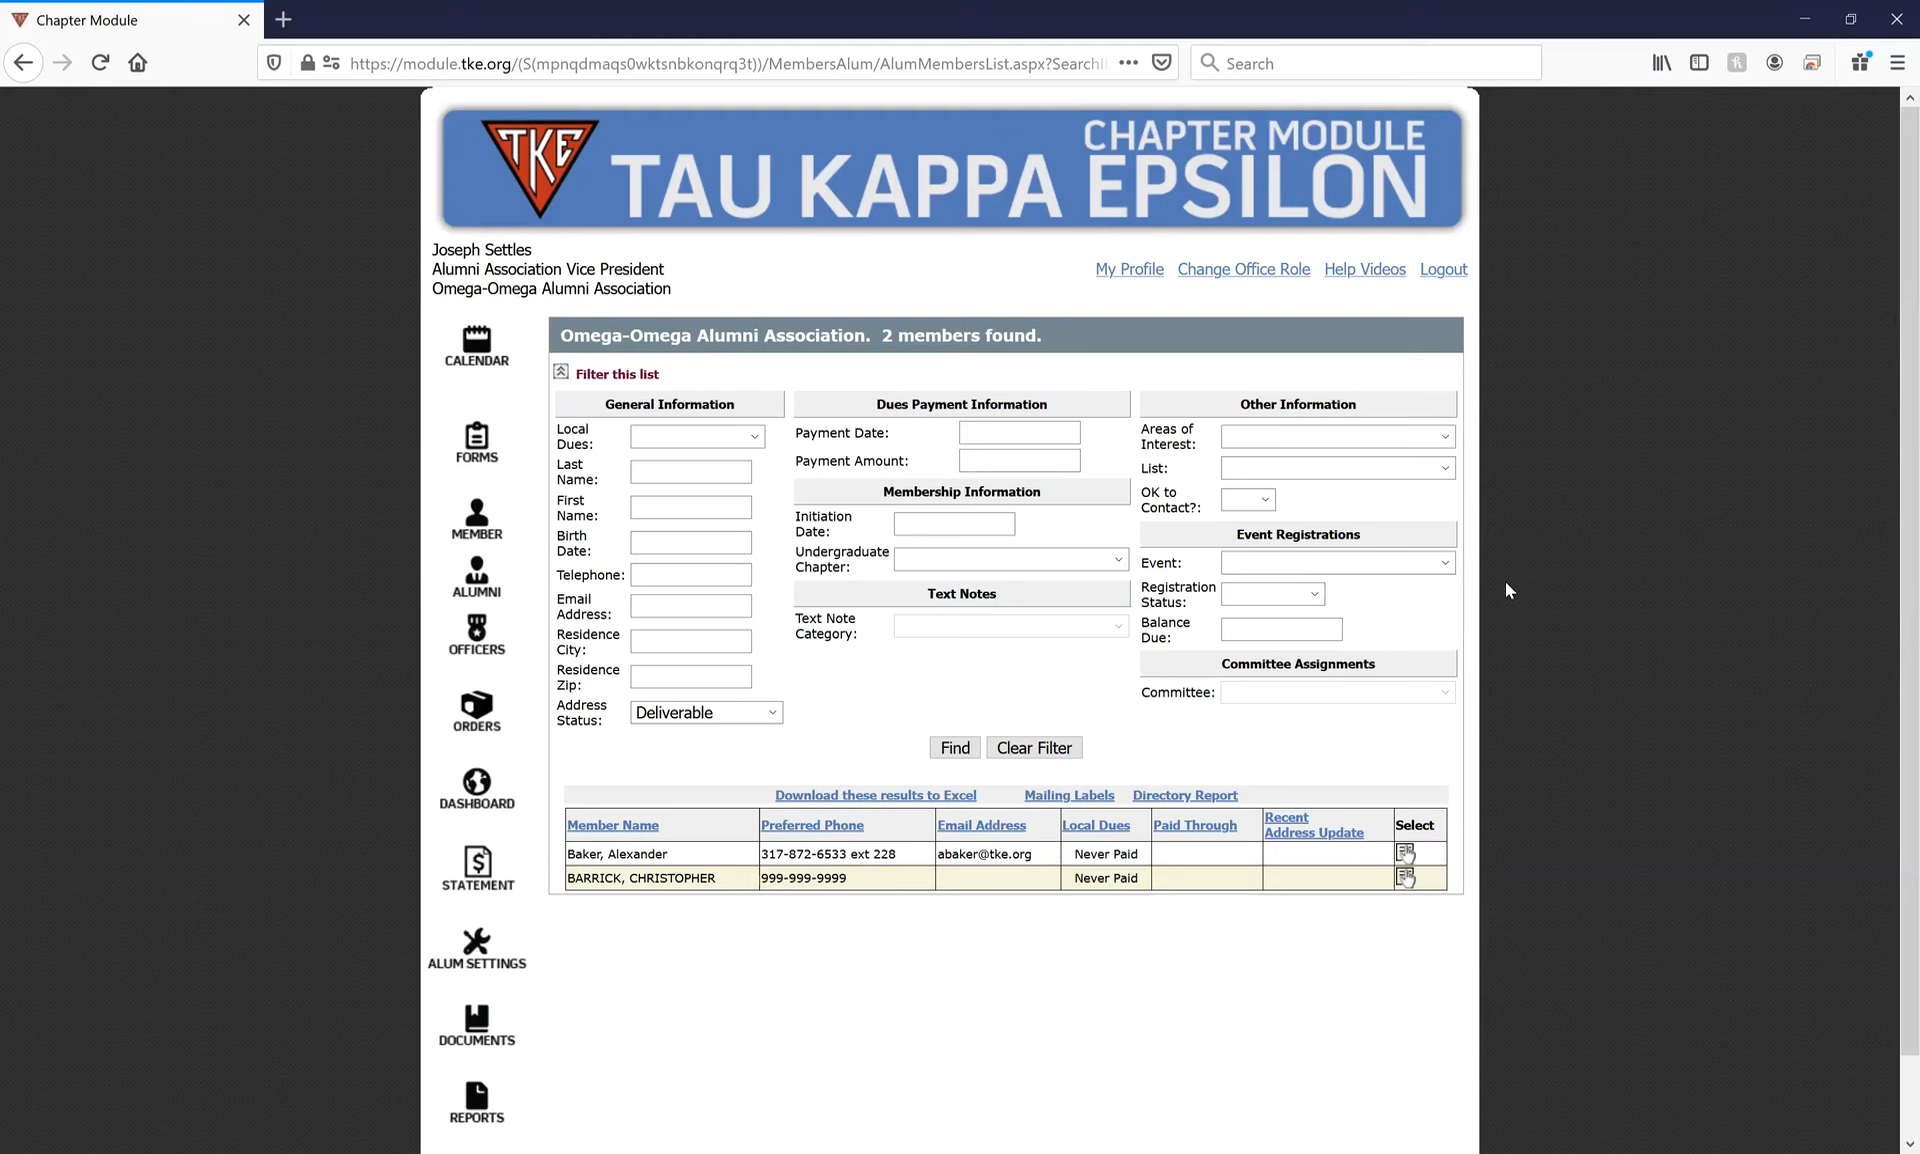 Chapter Module
https://module.tke.org/(S(mpnqdmaqs0wktsnbkonqrq3t))/MembersAlum/AlumMembersList.aspx?Search
Search
TKE
CHAPTER MODULE
TAU KAPPA EPSILON
Joseph Settles
Alumni Association Vice President
Omega-Omega Alumni Association
My Profile Change Office Role Help Videos Logout
CALENDAR
FORMS
MEMBER
ALUMNI
OFFICERS
ORDERS
DASHBOARD
STATEMENT
ALUM SETTINGS
DOCUMENTS
REPORTS
Omega-Omega Alumni Association. 2 members found.
Filter this list
General Information
Local Dues:
Last Name:
First Name:
Birth Date:
Telephone:
Email Address:
Residence City:
Residence Zip:
Address Status: Deliverable
Dues Payment Information
Payment Date:
Payment Amount:
Membership Information
Initiation Date:
Undergraduate Chapter:
Text Notes
Text Note Category:
Other Information
Areas of Interest:
List:
OK to Contact?:
Event Registrations
Event:
Registration Status:
Balance Due:
Committee Assignments
Committee:
Find Clear Filter
Download these results to Excel Mailing Labels Directory Report
Member Name Preferred Phone Email Address Local Dues Paid Through Recent Address Update Select
Baker, Alexander 317-872-6533 ext 228 abaker@tke.org Never Paid
BARRICK, CHRISTOPHER 999-999-9999 Never Paid